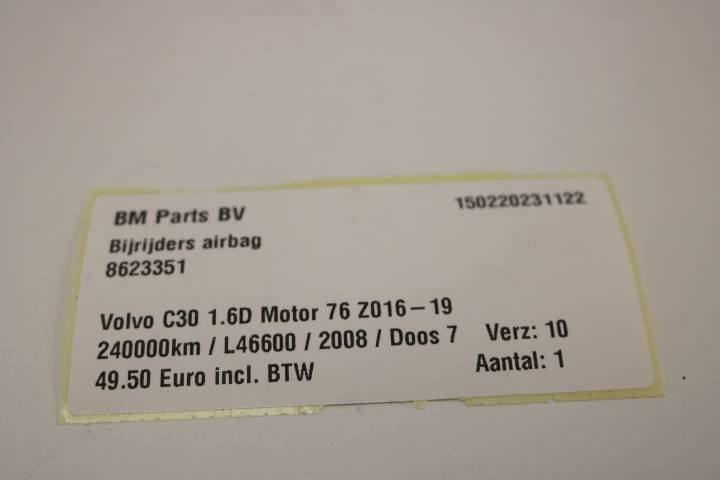 BM Parts BV 150220231122
Bijrijders airbag
8623351
Volvo C30 1.6D Motor 76 Z016-19
240000km / L46600 / 2008 / Doos 7 Verz: 10
49.50 Euro incl. BTW Aantal: 1